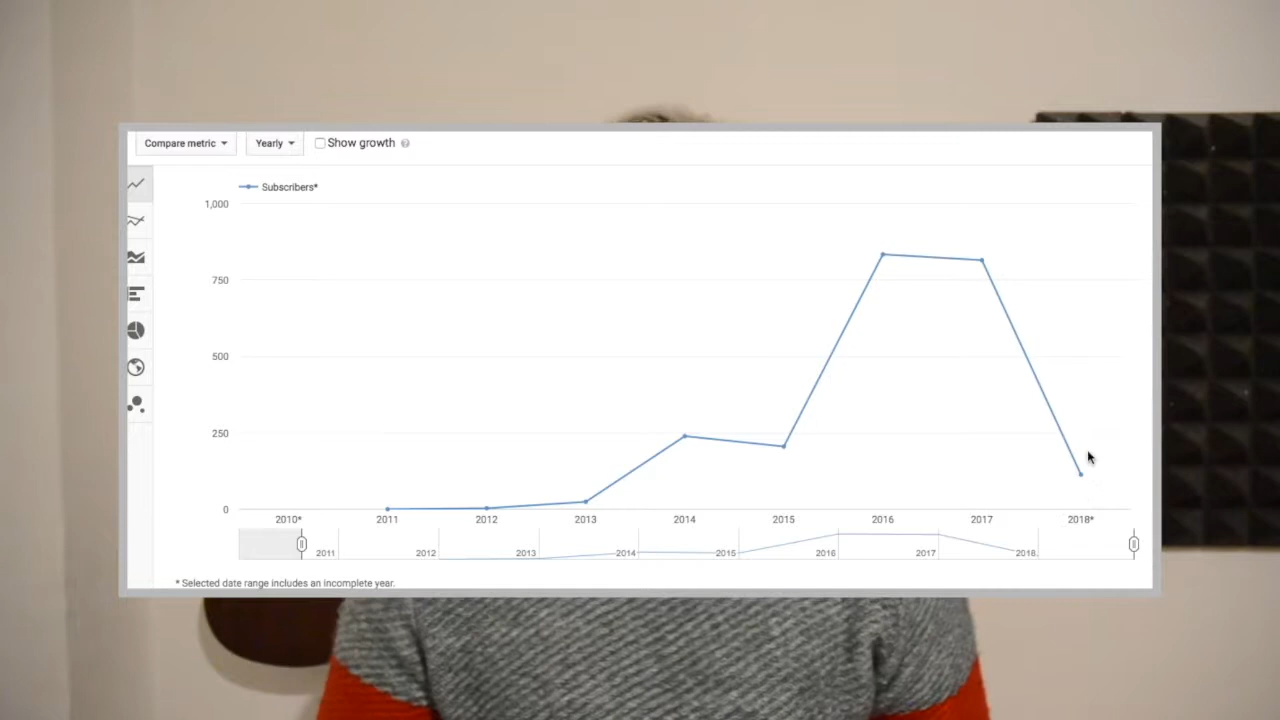 Compare metric Yearly Show growth ?
Subscribers*
1,000
750
500
250
0
2010* 2011 2012 2013 2014 2015 2016 2017 2018*
2011 2012 2013 2014 2015 2016 2017 2018
* Selected date range includes an incomplete year.